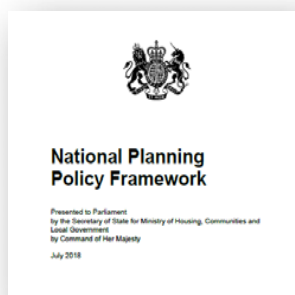 National Planning
Policy Framework
Presented to Parliament
by the Secretary of State for Ministry of Housing, Communities and
Local Government
by Command of Her Majesty
July 2018